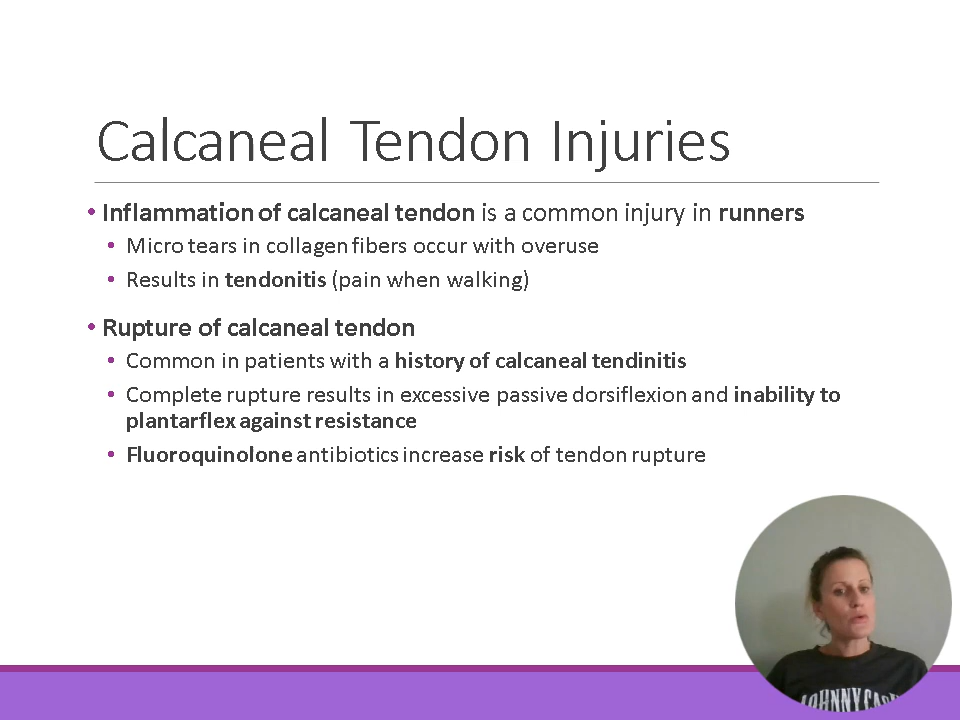 Calcaneal Tendon Injuries
• Inflammation of calcaneal tendon is a common injury in runners
• Micro tears in collagen fibers occur with overuse
• Results in tendonitis (pain when walking)
• Rupture of calcaneal tendon
• Common in patients with a history of calcaneal tendinitis
• Complete rupture results in excessive passive dorsiflexion and inability to
plantarflex against resistance
• Fluoroquinolone antibiotics increase risk of tendon rupture
JOHNNY CASH